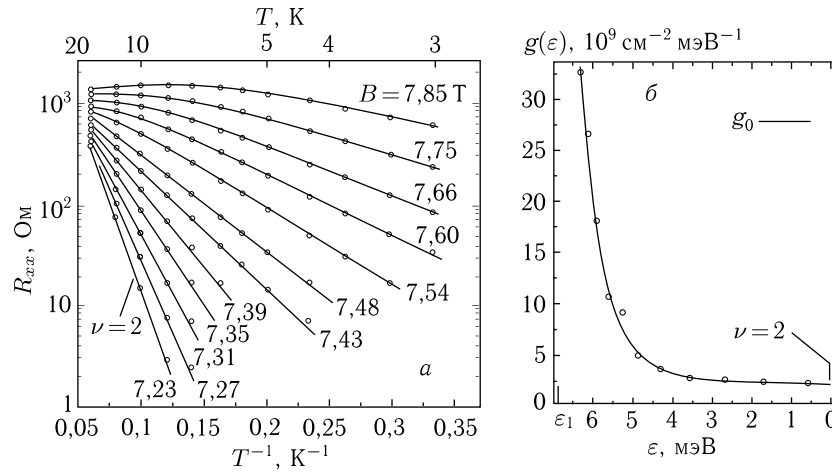 T, K
20 10 5 4 3
10³
10²
10
1
R_xx, Ом
B = 7,85 T
7,75
7,66
7,60
7,54
7,48
7,43
7,39
7,35
7,31
7,27
7,23
ν = 2
а
0,05 0,1 0,15 0,2 0,25 0,3 0,35
T⁻¹, K⁻¹
g(ε), 10⁹ см⁻² мэВ⁻¹
б
g₀
30
25
20
15
10
5
0
ν = 2
ε₁ 6 5 4 3 2 1 0
ε, мэВ